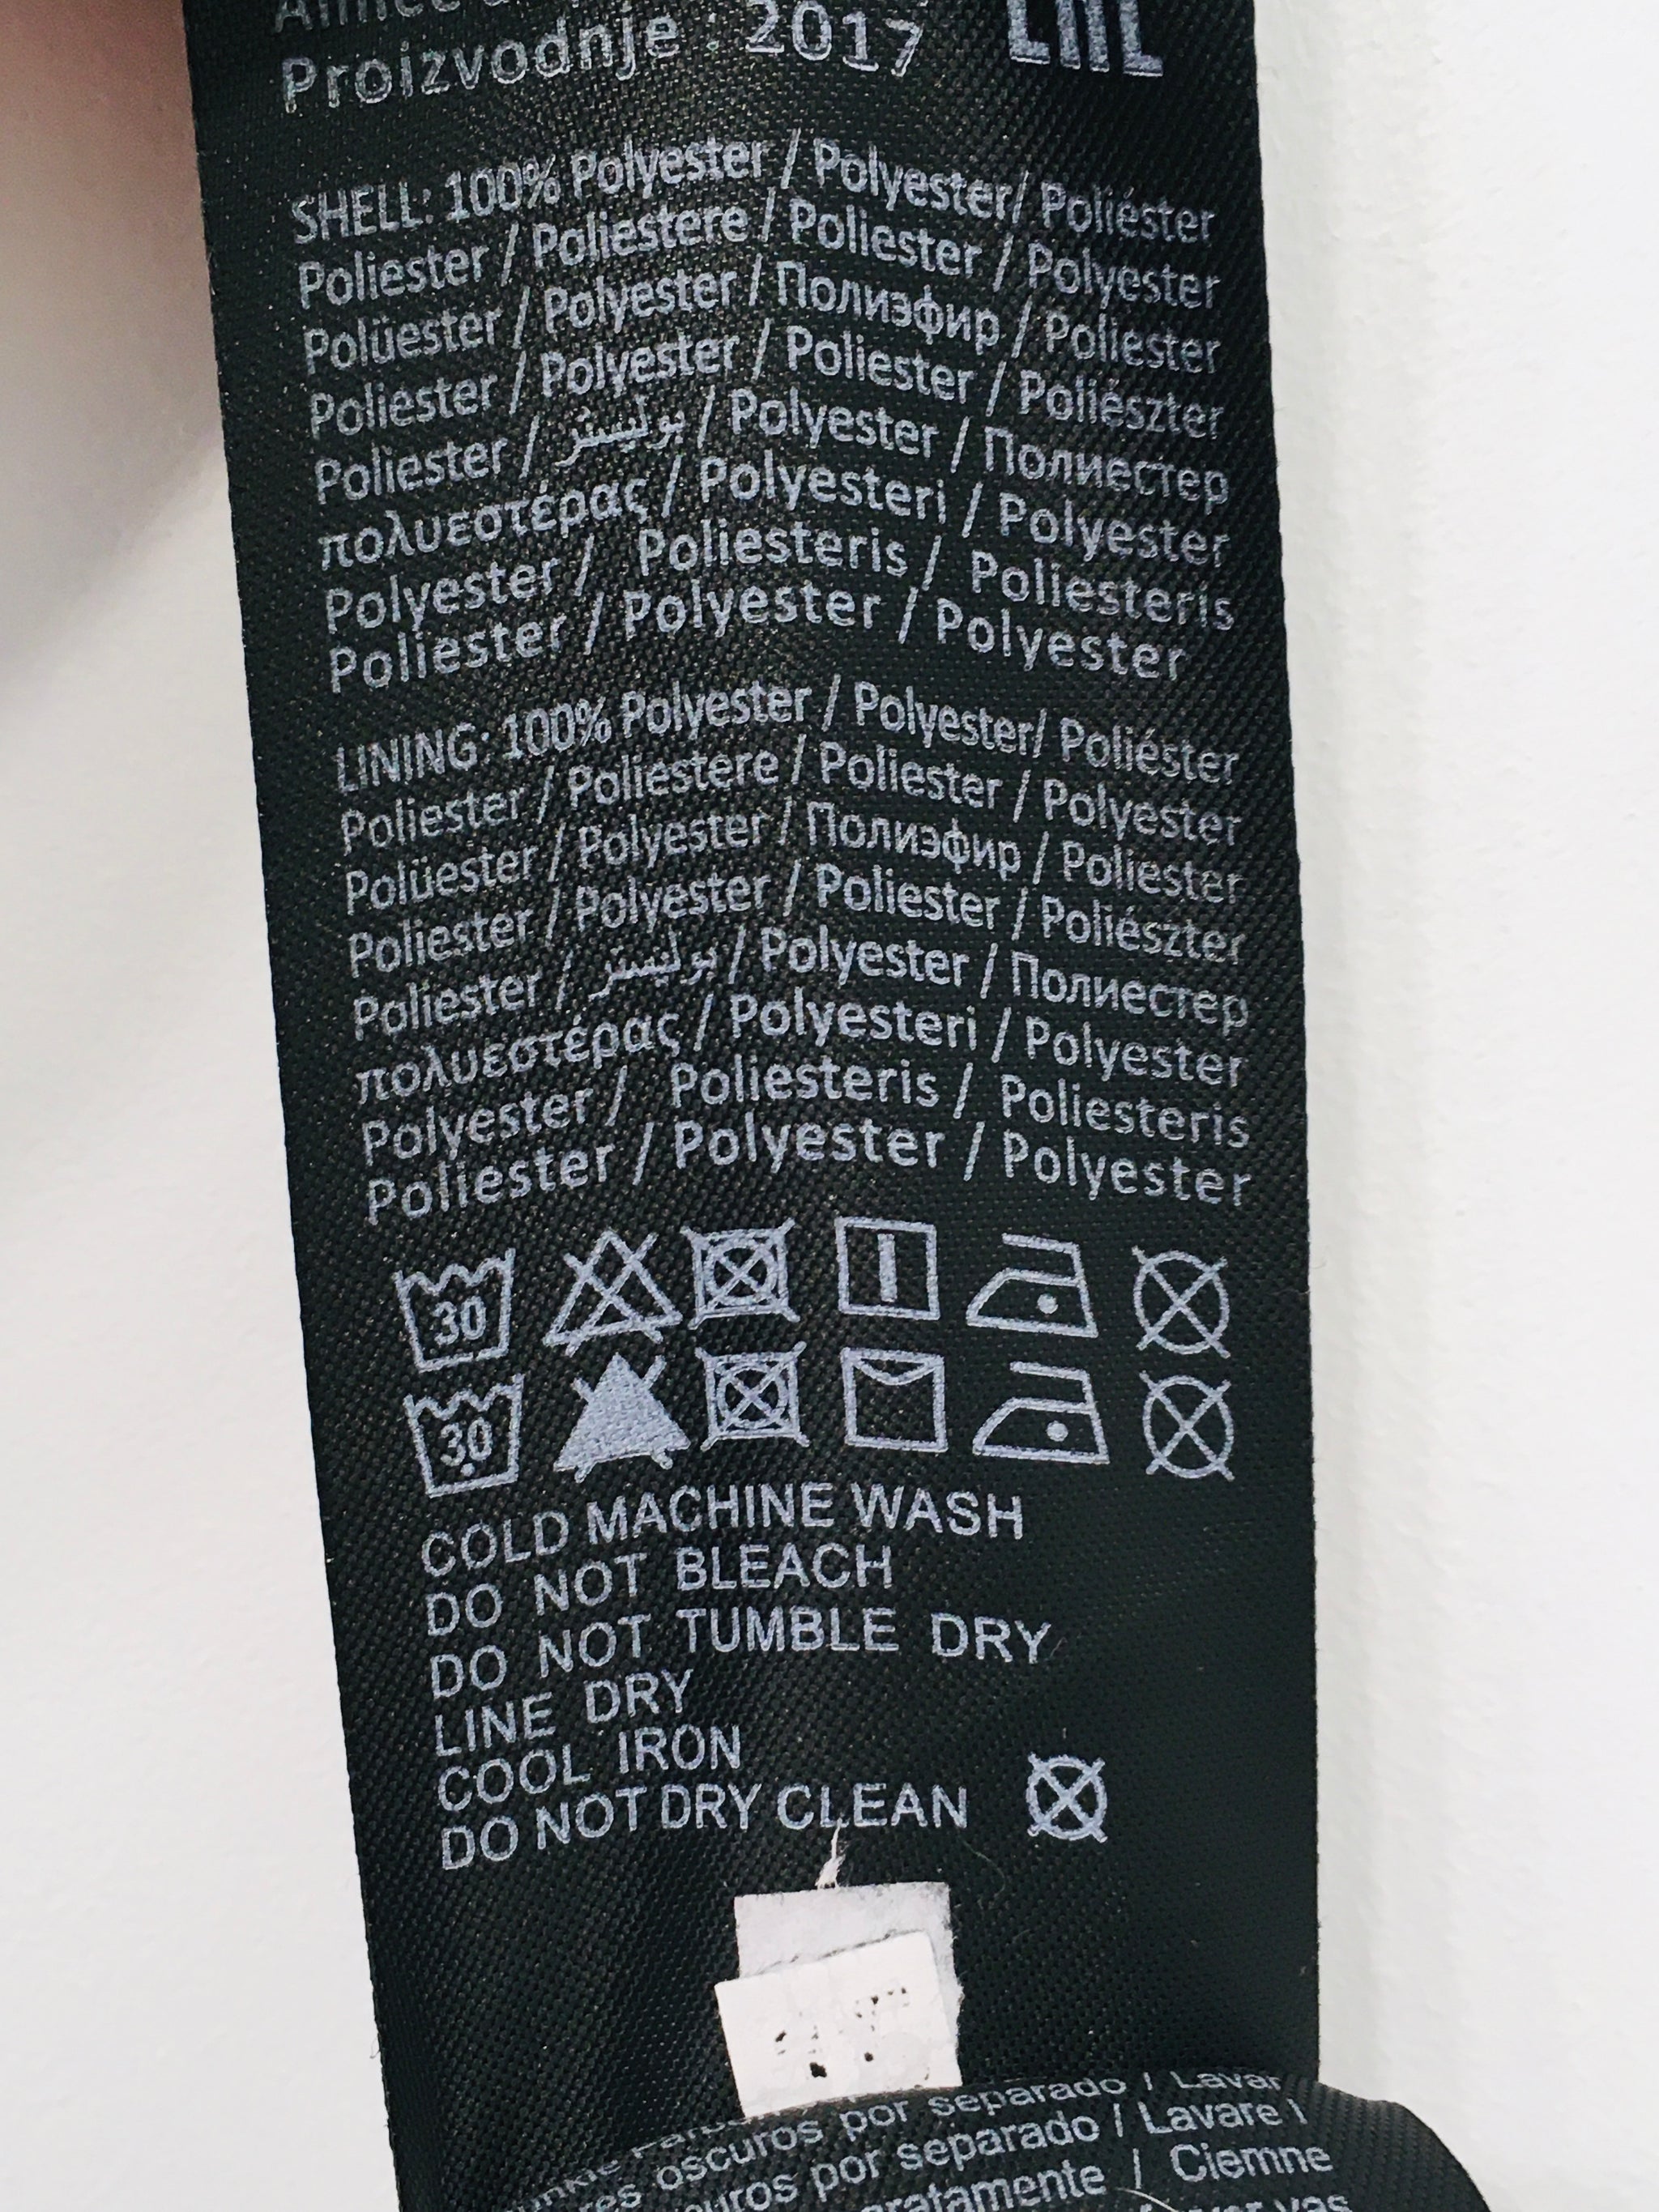 Proizvodnje : 2017 EAC
SHELL: 100% Polyester / Polyester/ Poliéster
Poliester / Poliestere / Poliester / Polyester
Polüester / Polyester / Полиэфир / Poliester
Poliester / Polyester / Poliester / Poliészter
Poliester / بوليستر / Polyester / Полиестер
πολυεστέρας / Polyesteri / Polyester
Polyester / Poliesteris / Poliesteris
Poliester / Polyester / Polyester
LINING: 100% Polyester / Polyester/ Poliéster
Poliester / Poliestere / Poliester / Polyester
Polüester / Polyester / Полиэфир / Poliester
Poliester / Polyester / Poliester / Poliészter
Poliester / بوليستر / Polyester / Полиестер
πολυεστέρας / Polyesteri / Polyester
Polyester / Poliesteris / Poliesteris
Poliester / Polyester / Polyester
30
30
COLD MACHINE WASH
DO NOT BLEACH
DO NOT TUMBLE DRY
LINE DRY
COOL IRON
DO NOT DRY CLEAN
por separado / Lavar
oscuros por separado / Lavare i
por separado / Ciemne